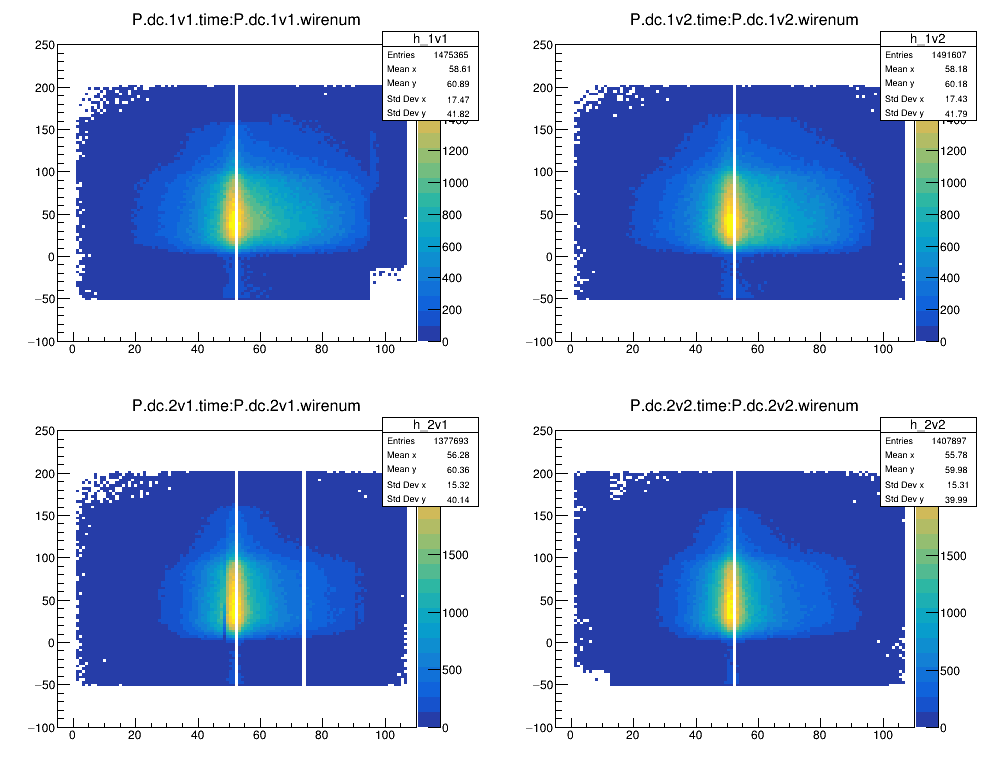 P.dc.1v1.time:P.dc.1v1.wirenum
h_1v1
Entries 1475365
Mean x 58.61
Mean y 60.89
Std Dev x 17.47
Std Dev y 41.82
250
200
150
100
50
0
−50
−100
0 20 40 60 80 100
1400
1200
1000
800
600
400
200
0
P.dc.1v2.time:P.dc.1v2.wirenum
h_1v2
Entries 1491607
Mean x 58.18
Mean y 60.18
Std Dev x 17.43
Std Dev y 41.79
250
200
150
100
50
0
−50
−100
0 20 40 60 80 100
1400
1200
1000
800
600
400
200
0
P.dc.2v1.time:P.dc.2v1.wirenum
h_2v1
Entries 1377693
Mean x 56.28
Mean y 60.36
Std Dev x 15.32
Std Dev y 40.14
250
200
150
100
50
0
−50
−100
0 20 40 60 80 100
1500
1000
500
0
P.dc.2v2.time:P.dc.2v2.wirenum
h_2v2
Entries 1407897
Mean x 55.78
Mean y 59.98
Std Dev x 15.31
Std Dev y 39.99
250
200
150
100
50
0
−50
−100
0 20 40 60 80 100
1500
1000
500
0